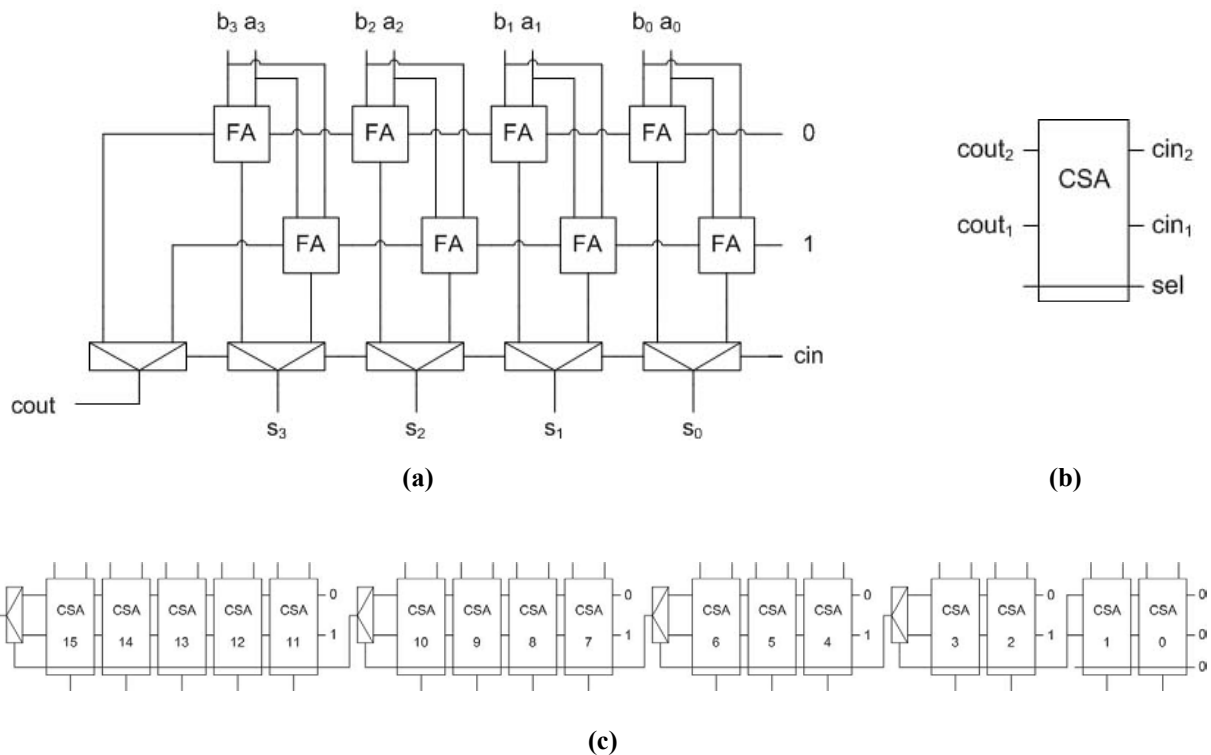 b₃ a₃ b₂ a₂ b₁ a₁ b₀ a₀
FA FA FA FA 0
FA FA FA FA 1
cin
cout
s₃ s₂ s₁ s₀
(a)
cout₂ cin₂
CSA
cout₁ cin₁
sel
(b)
0 0 0 0
CSA CSA CSA CSA CSA CSA CSA CSA CSA CSA CSA CSA CSA CSA CSA CSA
15 14 13 12 11 1 10 9 8 7 1 6 5 4 1 3 2 1 1 0
(c)